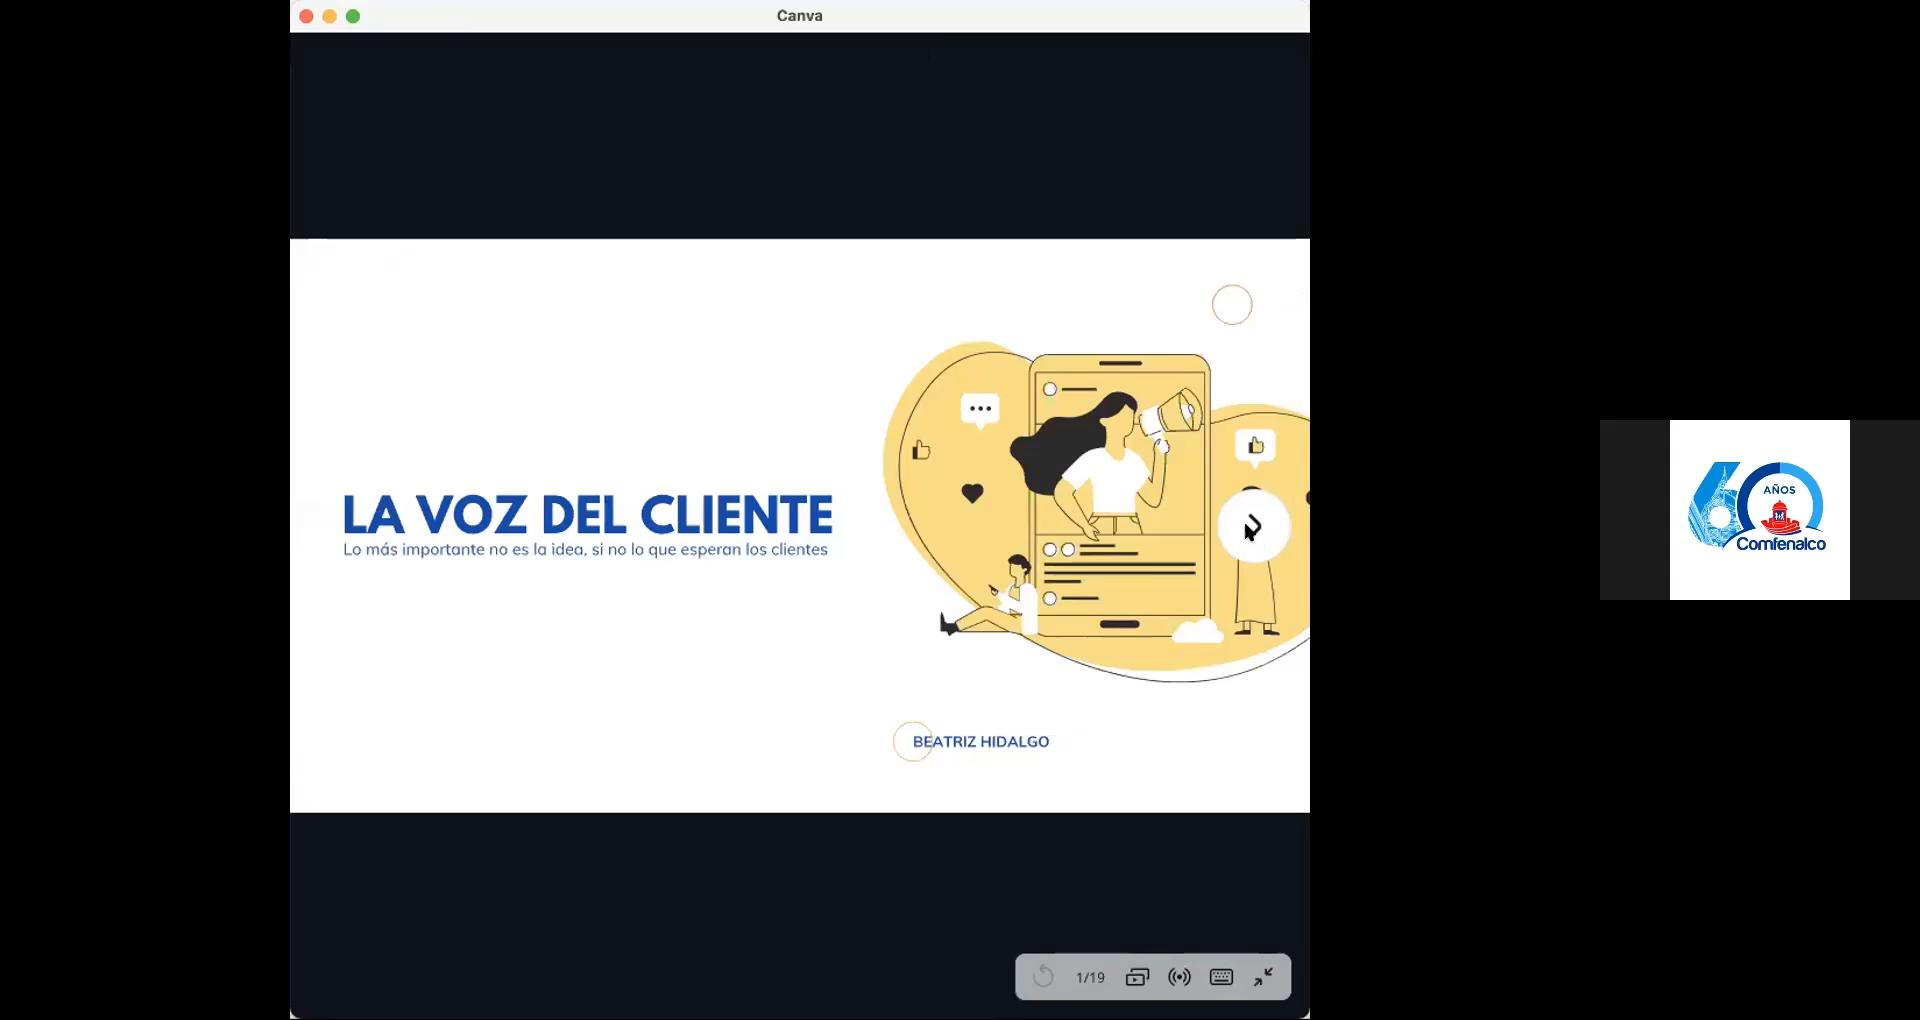 Canva
LA VOZ DEL CLIENTE
Lo más importante no es la idea, si no lo que esperan los clientes
BEATRIZ HIDALGO
1/19
60
AÑOS
Comfenalco